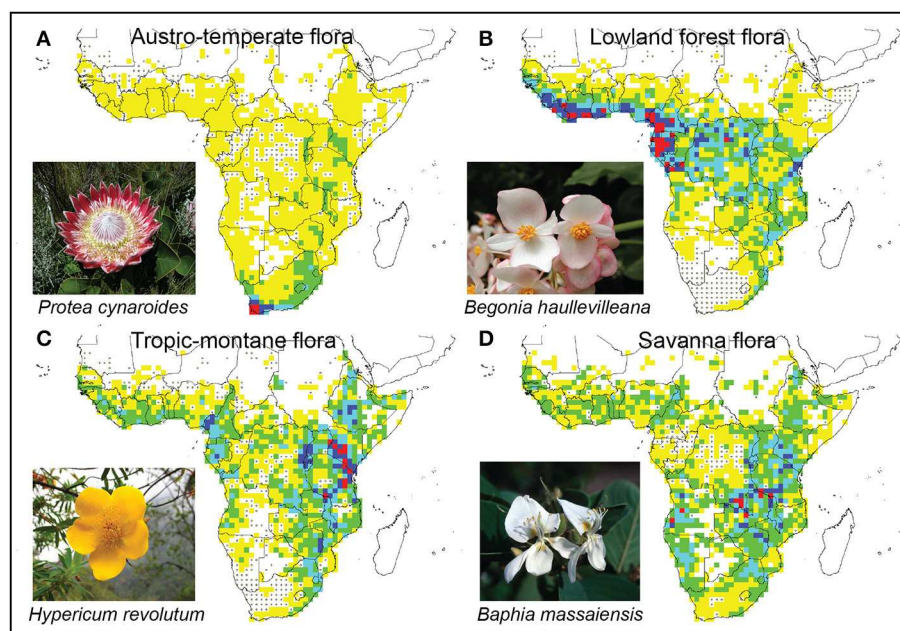 A Austro-temperate flora
Protea cynaroides
B Lowland forest flora
Begonia haullevilleana
C Tropic-montane flora
Hypericum revolutum
D Savanna flora
Baphia massaiensis